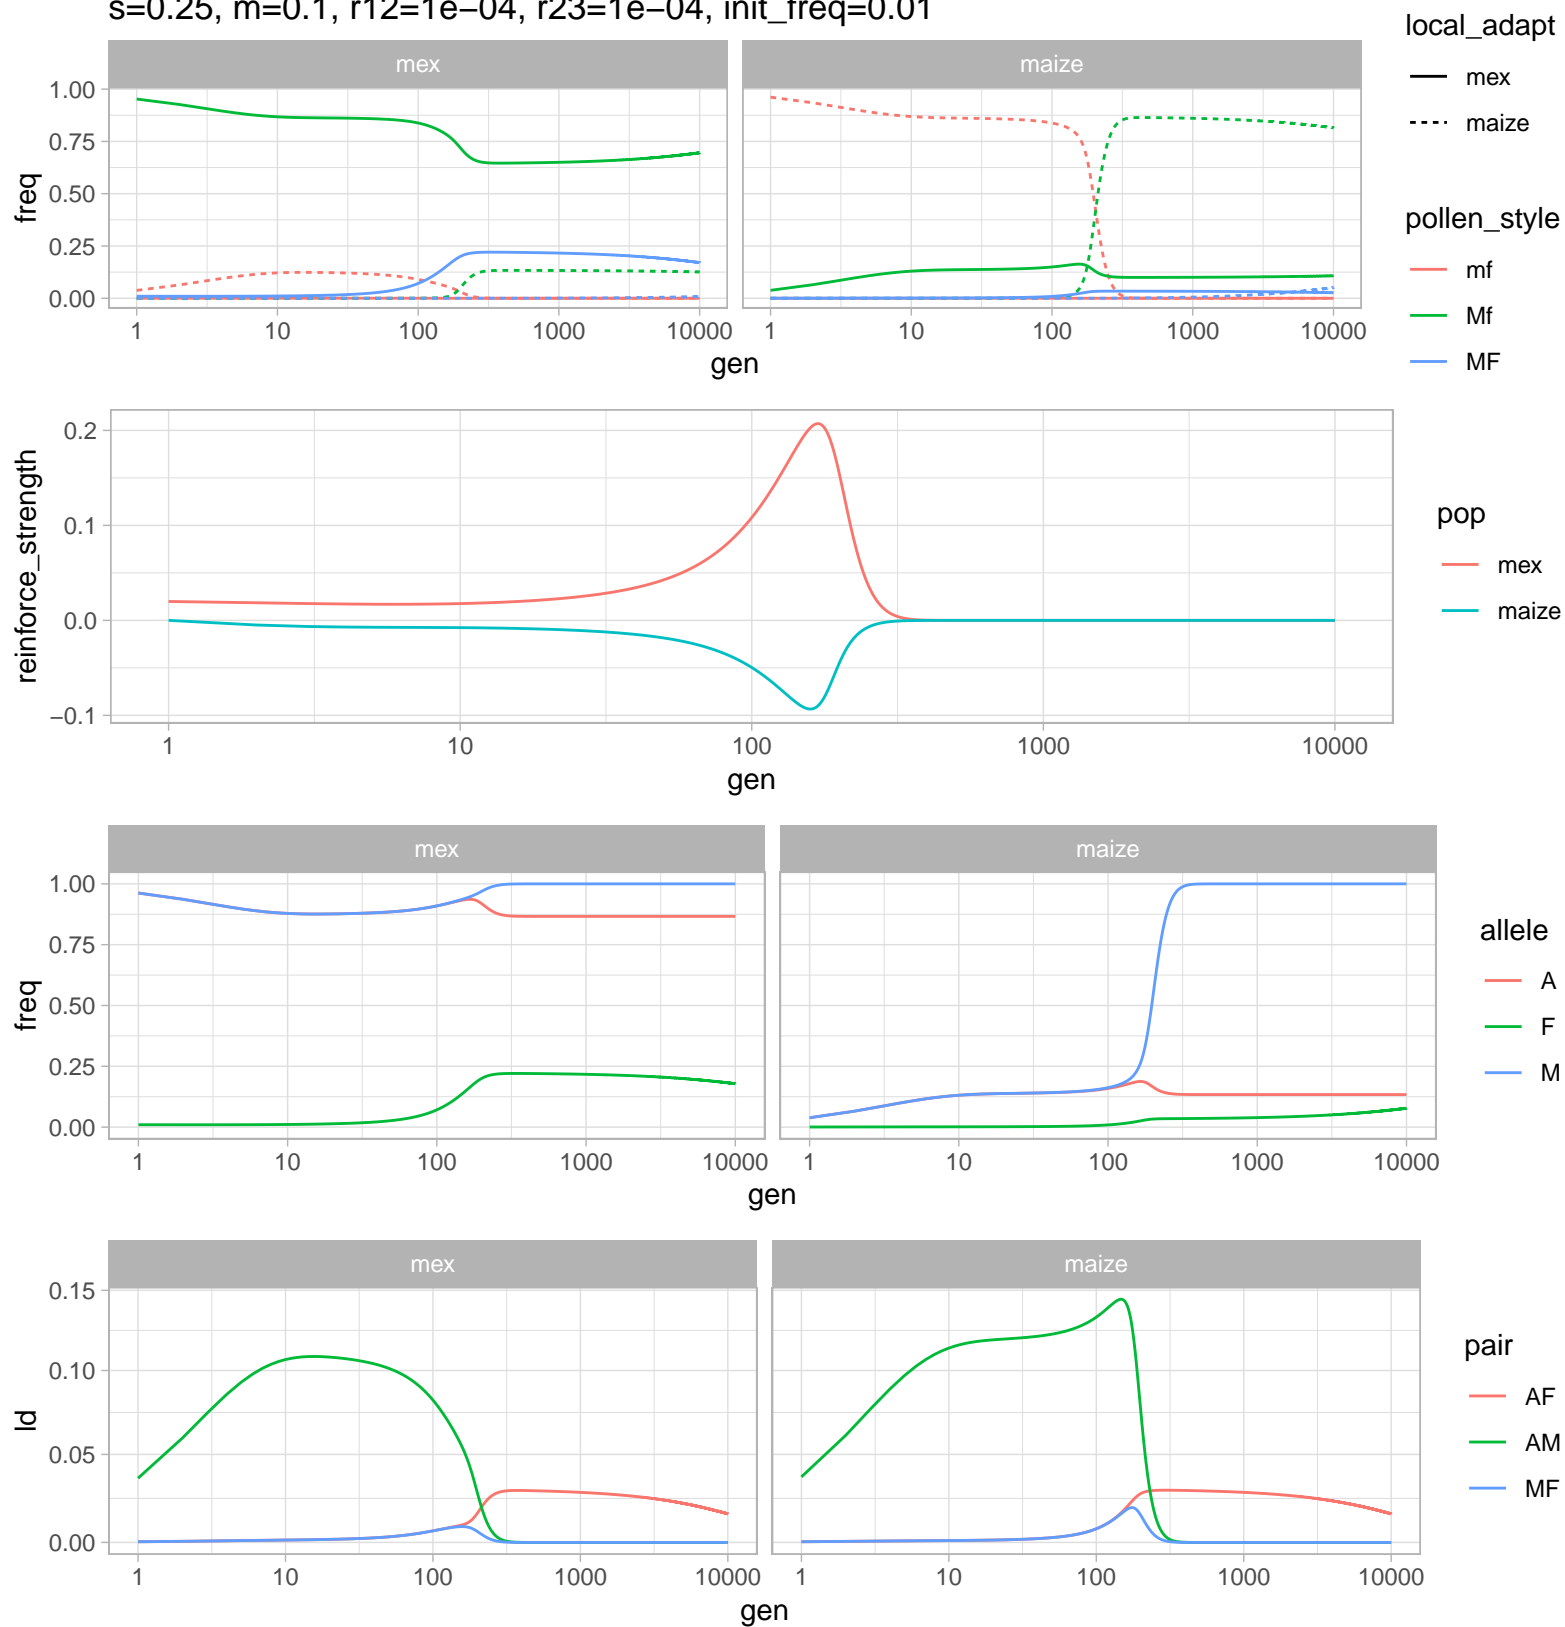 s=0.25, m=0.1, r12=1e−04, r23=1e−04, init_freq=0.01
mex
maize
freq
1.00
0.75
0.50
0.25
0.00
1
10
100
1000
10000
1
10
100
1000
10000
gen
local_adapt
mex
maize
pollen_style
mf
Mf
MF
reinforce_strength
0.2
0.1
0.0
−0.1
1
10
100
1000
10000
gen
pop
mex
maize
mex
maize
freq
1.00
0.75
0.50
0.25
0.00
1
10
100
1000
10000
1
10
100
1000
10000
gen
allele
A
F
M
mex
maize
ld
0.15
0.10
0.05
0.00
1
10
100
1000
10000
1
10
100
1000
10000
gen
pair
AF
AM
MF